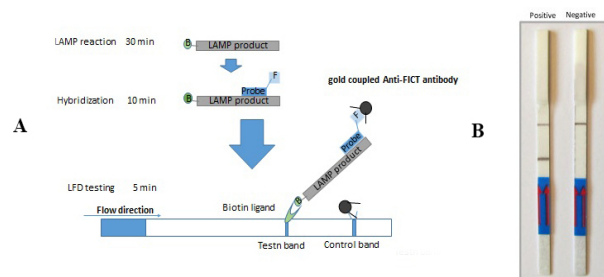 A
LAMP reaction 30 min
B
LAMP product
Hybridization 10 min
F
Probe
B
LAMP product
gold coupled Anti-FICT antibody
F
Probe
LAMP product
B
LFD testing 5 min
Flow direction
Biotin ligand
Testn band
Control band
B
Positive
Negative